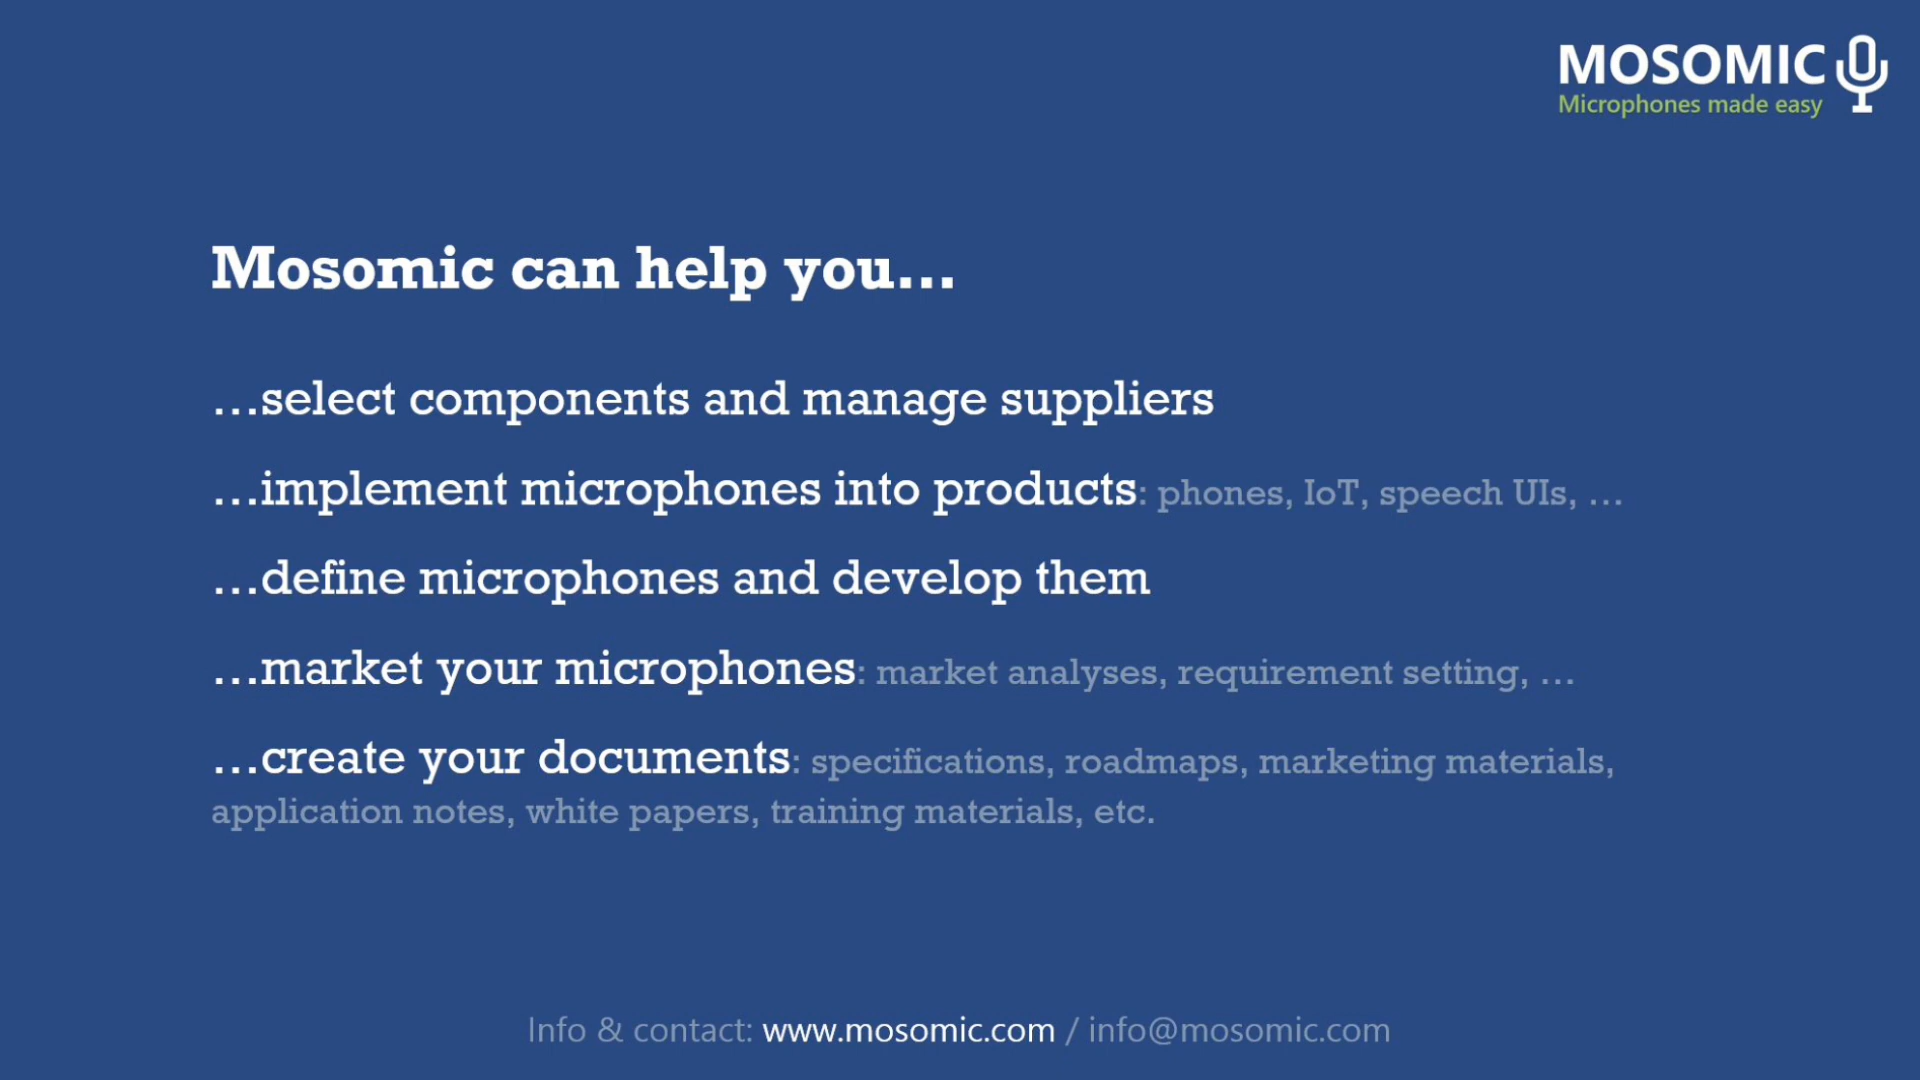 MOSOMIC
Microphones made easy
Mosomic can help you…
…select components and manage suppliers
…implement microphones into products: phones, IoT, speech UIs, …
…define microphones and develop them
…market your microphones: market analyses, requirement setting, …
…create your documents: specifications, roadmaps, marketing materials,
application notes, white papers, training materials, etc.
Info & contact: www.mosomic.com / info@mosomic.com